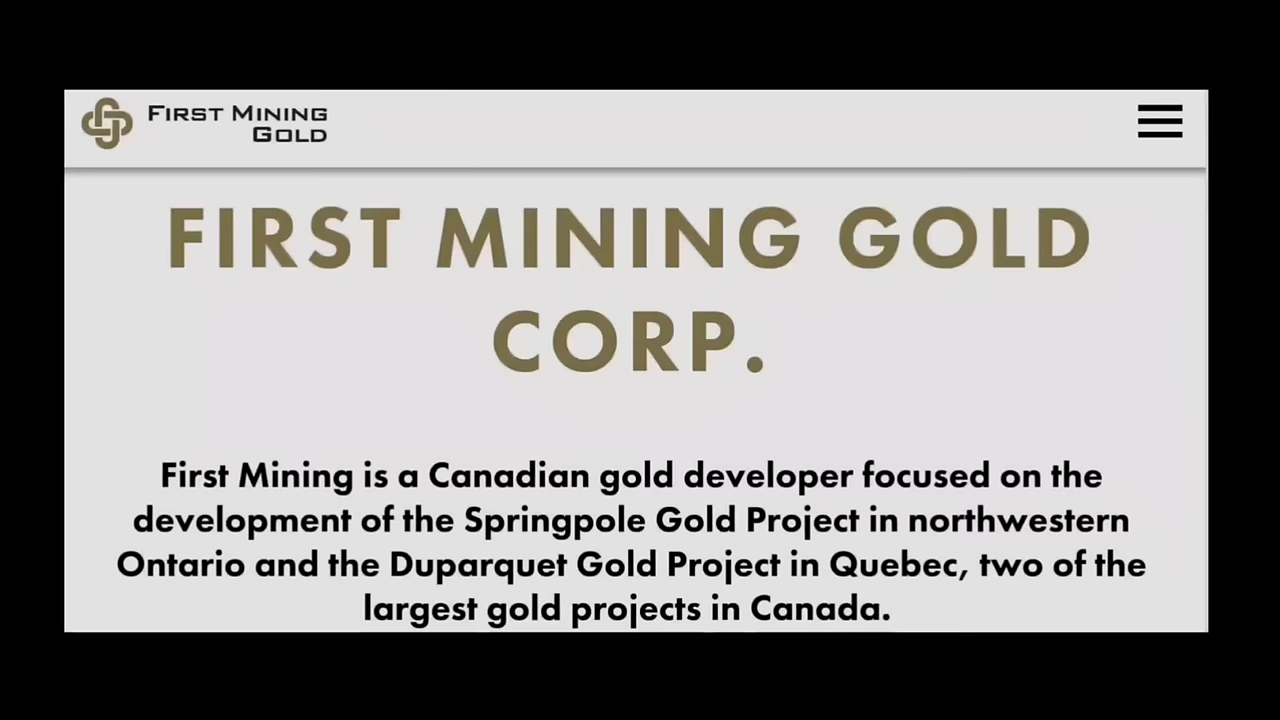 FIRST MINING
GOLD
FIRST MINING GOLD
CORP.
First Mining is a Canadian gold developer focused on the
development of the Springpole Gold Project in northwestern
Ontario and the Duparquet Gold Project in Quebec, two of the
largest gold projects in Canada.